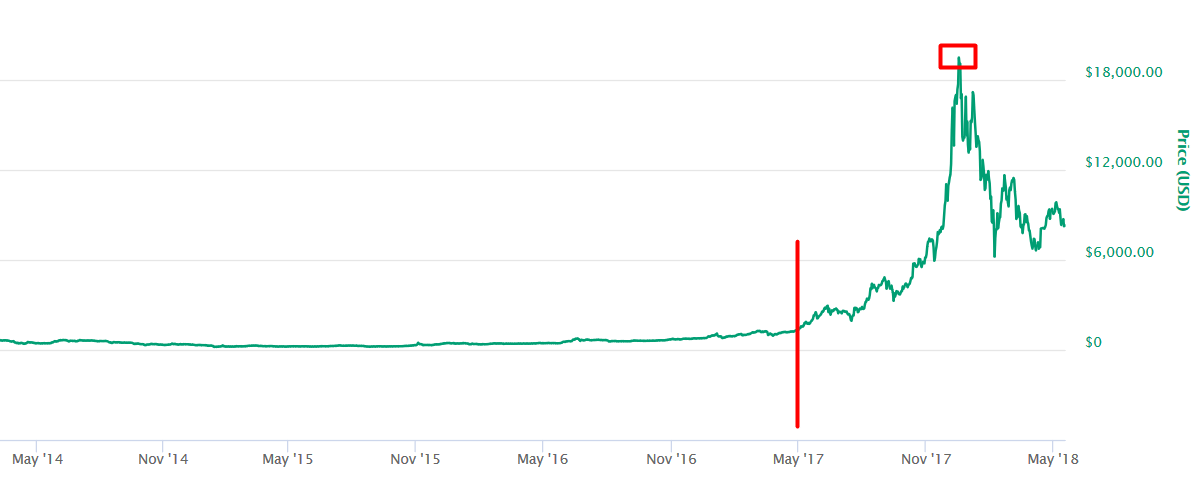 $18,000.00
$12,000.00
$6,000.00
$0
Price (USD)
May '14
Nov '14
May '15
Nov '15
May '16
Nov '16
May '17
Nov '17
May '18